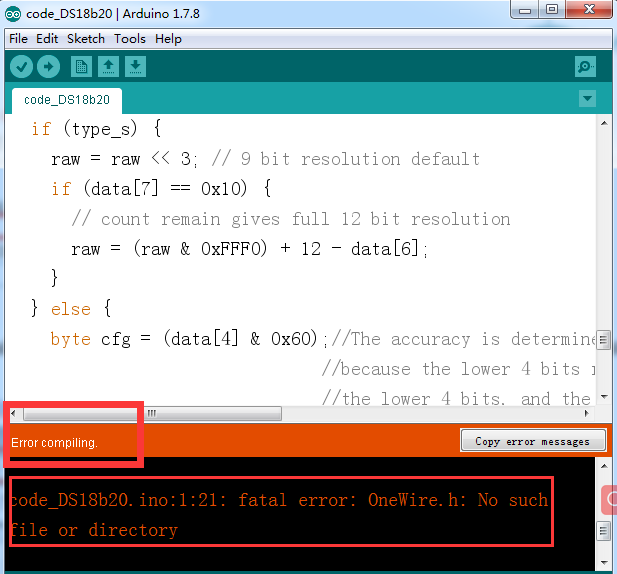 code_DS18b20 | Arduino 1.7.8
File Edit Sketch Tools Help
code_DS18b20
if (type_s) {
raw = raw << 3; // 9 bit resolution default
if (data[7] == 0x10) {
// count remain gives full 12 bit resolution
raw = (raw & 0xFFF0) + 12 - data[6];
}
} else {
byte cfg = (data[4] & 0x60);//The accuracy is determine
//because the lower 4 bits
//the lower 4 bits. and the
Error compiling.
Copy error messages
code_DS18b20.ino:1:21: fatal error: OneWire.h: No such
file or directory